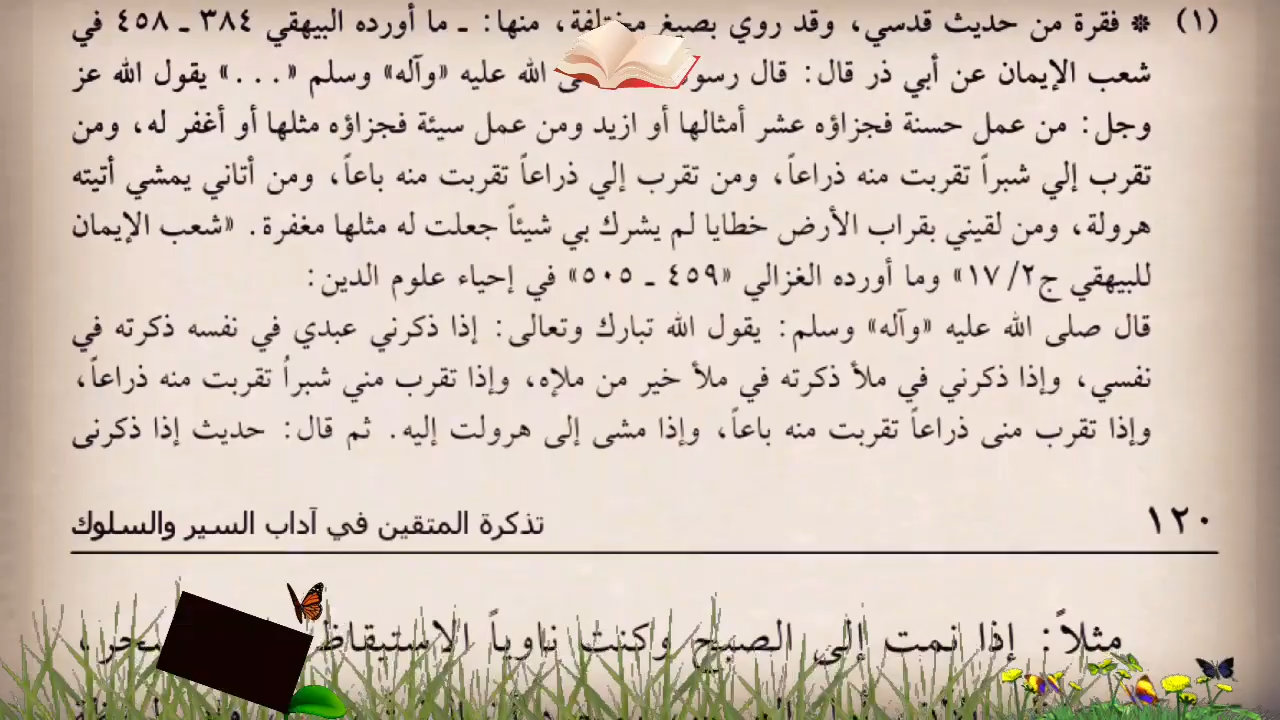 (١) * فقرة من حديث قدسي، وقد روي بصيغ مختلفة، منها: ـ ما أورده البيهقي ٣٨٤ ـ ٤٥٨ في
شعب الإيمان عن أبي ذر قال: قال الله عليه «وآله» وسلم «...» يقول الله عز
وجل: من عمل حسنة فجزاؤه عشر أمثالها أو ازيد ومن عمل سيئة فجزاؤه مثلها أو أغفر له، ومن
تقرب إلي شبراً تقربت منه ذراعاً، ومن تقرب إلي ذراعاً تقربت منه باعاً، ومن أتاني يمشي أتيته
هرولة، ومن لقيني بقراب الأرض خطايا لم يشرك بي شيئاً جعلت له مثلها مغفرة. «شعب الإيمان
للبيهقي ج٢/ ١٧» وما أورده الغزالي «٤٥٩ ـ ٥٠٥» في إحياء علوم الدين:
قال صلى الله عليه «وآله» وسلم: يقول الله تبارك وتعالى: إذا ذكرني عبدي في نفسه ذكرته في
نفسي، وإذا ذكرني في ملأ ذكرته في ملأ خير من ملإه، وإذا تقرب مني شبراُ تقربت منه ذراعاً،
وإذا تقرب منى ذراعاً تقربت منه باعاً، وإذا مشى إلى هرولت إليه. ثم قال: حديث إذا ذكرنى
١٢٠ تذكرة المتقين في آداب السير والسلوك
مثلاً: إذا نمت إلى الصبح وكنت ناوياً الاستيقاظ